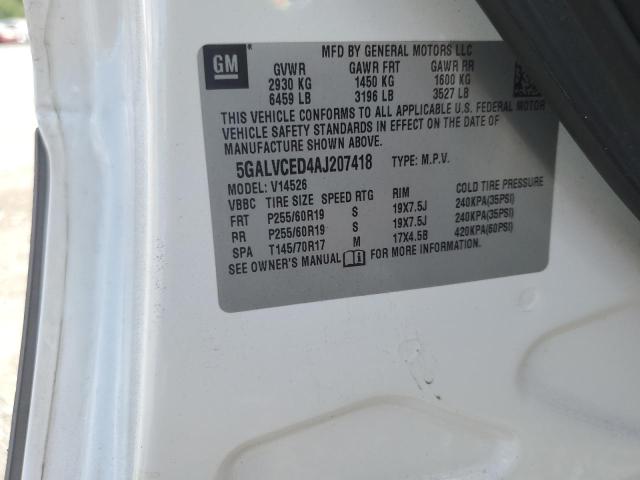 GM
MFD BY GENERAL MOTORS LLC
GVWR GAWR FRT GAWR RR
2930 KG 1450 KG 1600 KG
6459 LB 3196 LB 3527 LB
THIS VEHICLE CONFORMS TO ALL APPLICABLE U.S. FEDERAL MOTOR
VEHICLE SAFETY STANDARDS IN EFFECT ON THE DATE OF
MANUFACTURE SHOWN ABOVE.
5GALVCED4AJ207418 TYPE: M.P.V.
MODEL: V14526
VBBC TIRE SIZE SPEED RTG RIM COLD TIRE PRESSURE
FRT P255/60R19 S 19X7.5J 240KPA(35PSI)
RR P255/60R19 S 19X7.5J 240KPA(35PSI)
SPA T145/70R17 M 17X4.5B 420KPA(60PSI)
SEE OWNER'S MANUAL FOR MORE INFORMATION.